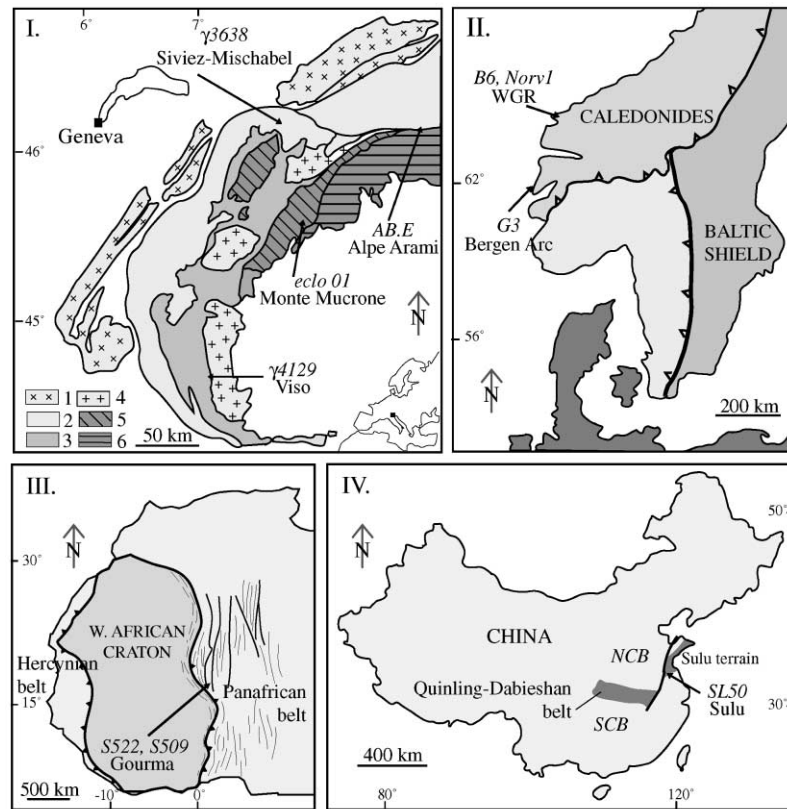 I.
6°
7°
γ3638
Siviez-Mischabel
Geneva
46°
45°
AB.E
Alpe Arami
eclo 01
Monte Mucrone
N
γ4129
Viso
1
2
3
4
5
6
50 km
II.
B6, Norv1
WGR
CALEDONIDES
62°
G3
Bergen Arc
BALTIC
SHIELD
56°
N
200 km
III.
N
30°
W. AFRICAN
CRATON
Hercynian
belt
Panafrican
belt
15°
S522, S509
Gourma
500 km
-10°
0°
IV.
N
50°
CHINA
NCB
Sulu terrain
Quinling-Dabieshan
belt
SL50
Sulu
SCB
30°
400 km
80°
120°